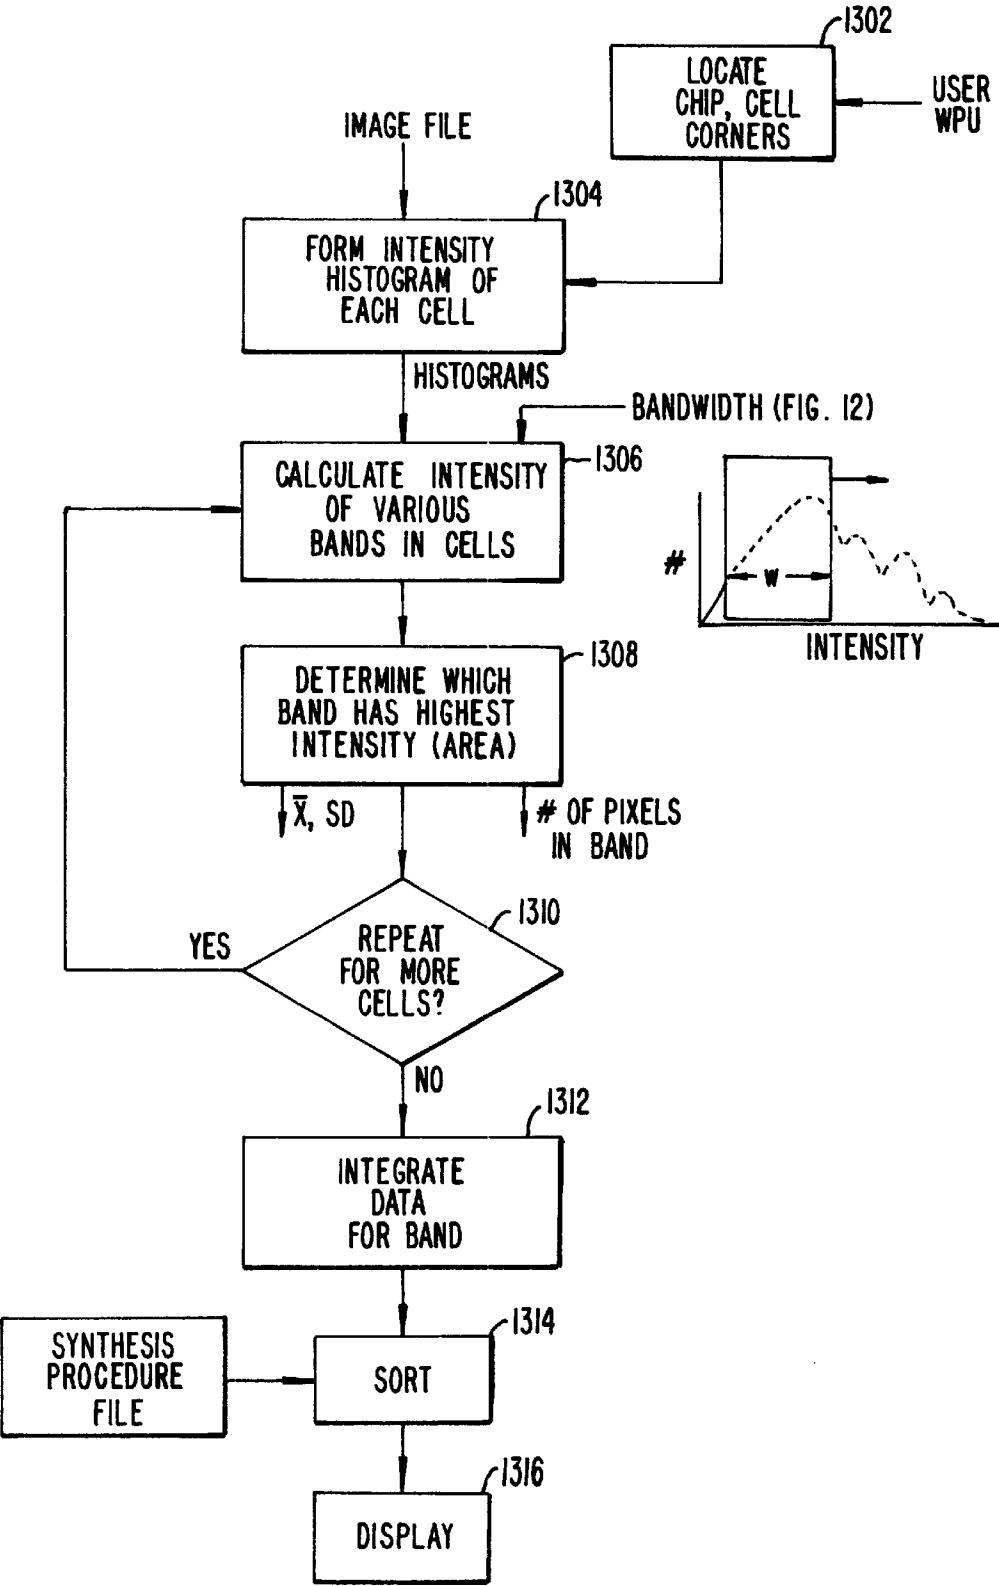 1302
LOCATE
CHIP, CELL
CORNERS
USER
WPU
IMAGE FILE
1304
FORM INTENSITY
HISTOGRAM OF
EACH CELL
HISTOGRAMS
BANDWIDTH (FIG. 12)
1306
CALCULATE INTENSITY
OF VARIOUS
BANDS IN CELLS
#
W
INTENSITY
1308
DETERMINE WHICH
BAND HAS HIGHEST
INTENSITY (AREA)
X̄, SD
# OF PIXELS
IN BAND
1310
REPEAT
FOR MORE
CELLS?
YES
NO
1312
INTEGRATE
DATA
FOR BAND
1314
SYNTHESIS
PROCEDURE
FILE
SORT
1316
DISPLAY